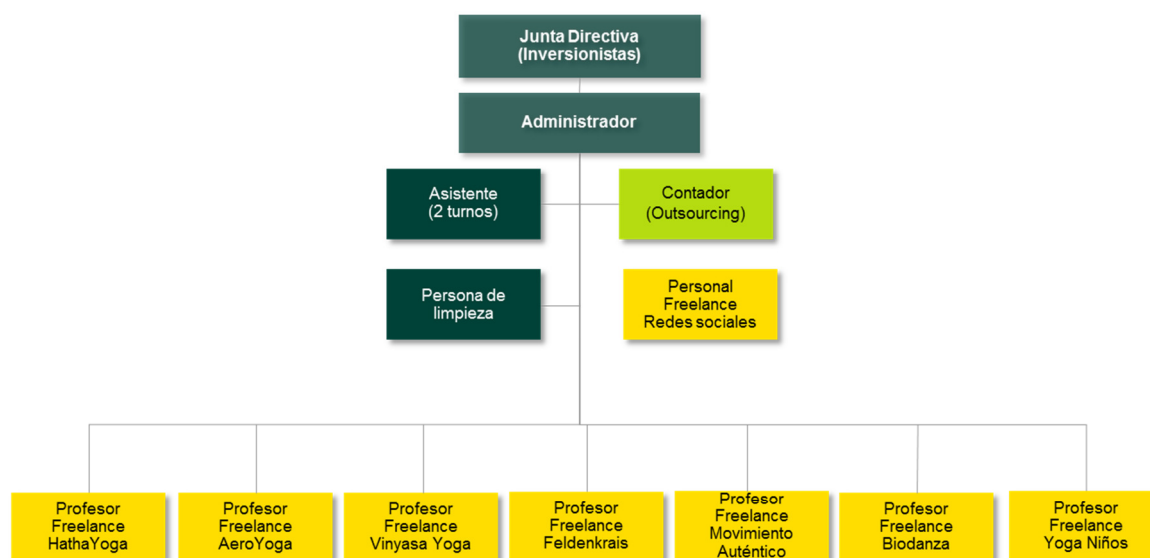 Junta Directiva
(Inversionistas)
Administrador
Asistente
(2 turnos)
Contador
(Outsourcing)
Persona de
limpieza
Personal
Freelance
Redes sociales
Profesor
Freelance
HathaYoga
Profesor
Freelance
AeroYoga
Profesor
Freelance
Vinyasa Yoga
Profesor
Freelance
Feldenkrais
Profesor
Freelance
Movimiento
Auténtico
Profesor
Freelance
Biodanza
Profesor
Freelance
Yoga Niños